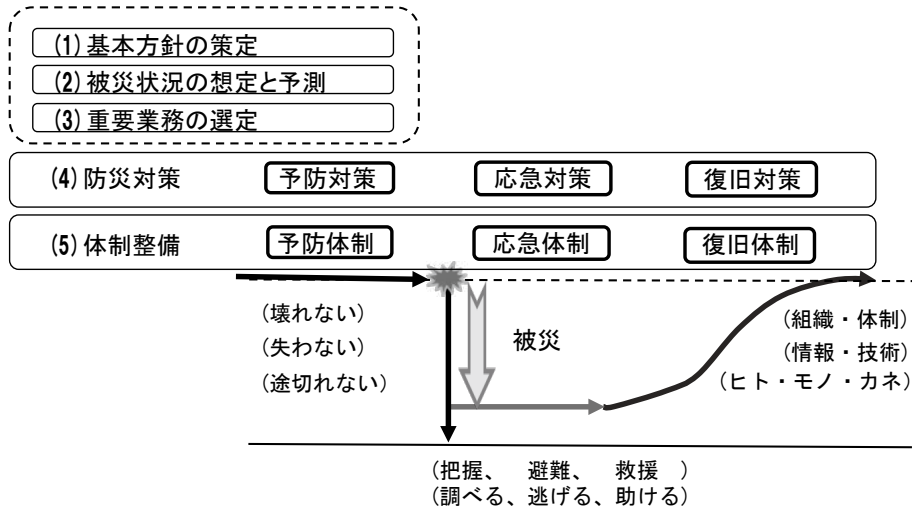 (1)基本方針の策定
(2)被災状況の想定と予測
(3)重要業務の選定
(4)防災対策 予防対策 応急対策 復旧対策
(5)体制整備 予防体制 応急体制 復旧体制
(壊れない)
(失わない)
(途切れない)
被災
(組織・体制)
(情報・技術)
(ヒト・モノ・カネ)
(把握、 避難、 救援 )
(調べる、逃げる、助ける)